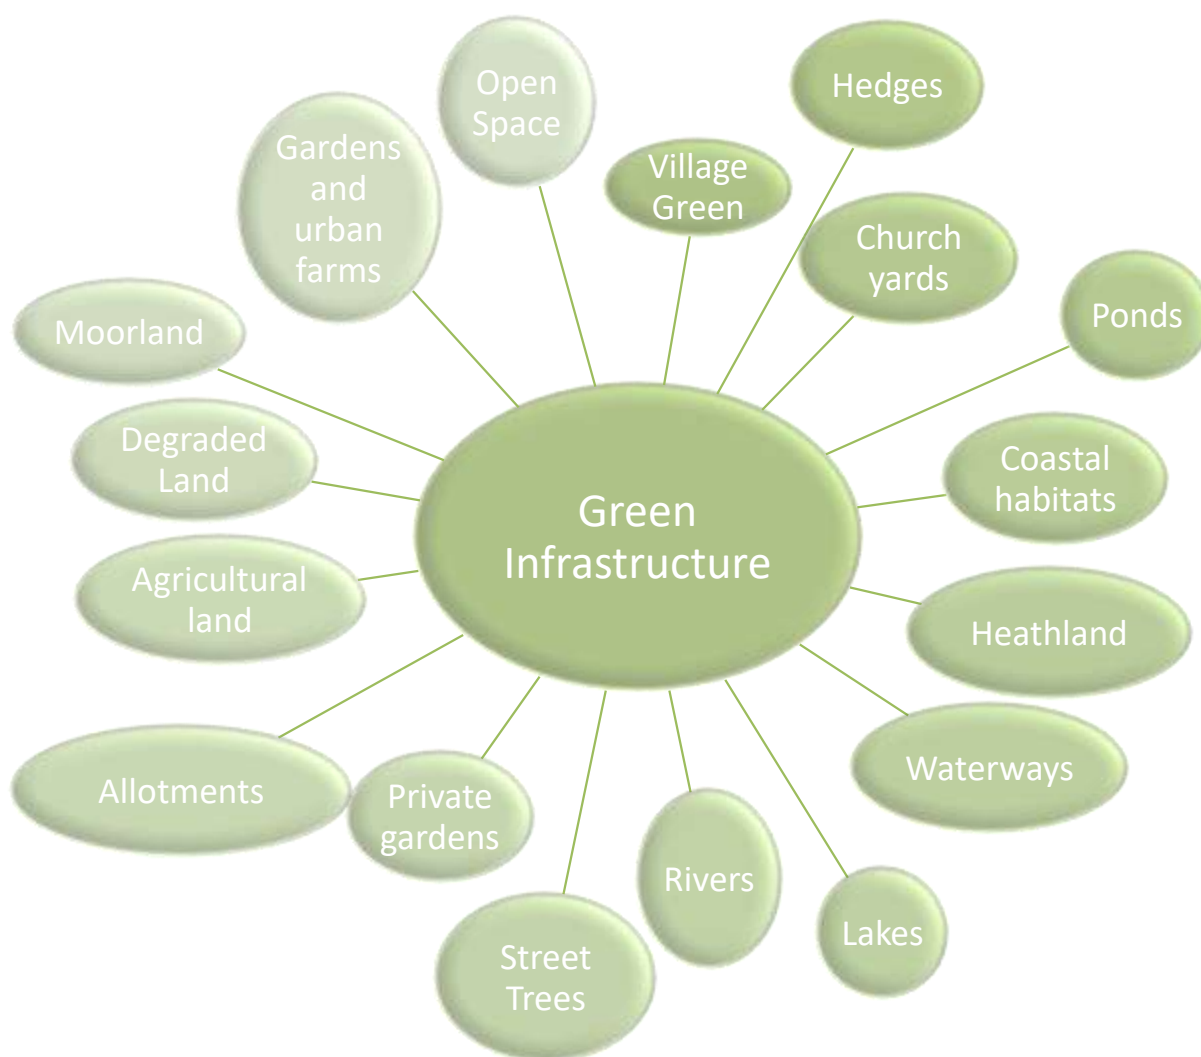 Open
Space
Hedges
Gardens
and
urban
farms
Village
Green
Church
yards
Ponds
Moorland
Degraded
Land
Coastal
habitats
Green
Infrastructure
Agricultural
land
Heathland
Waterways
Allotments
Private
gardens
Rivers
Lakes
Street
Trees